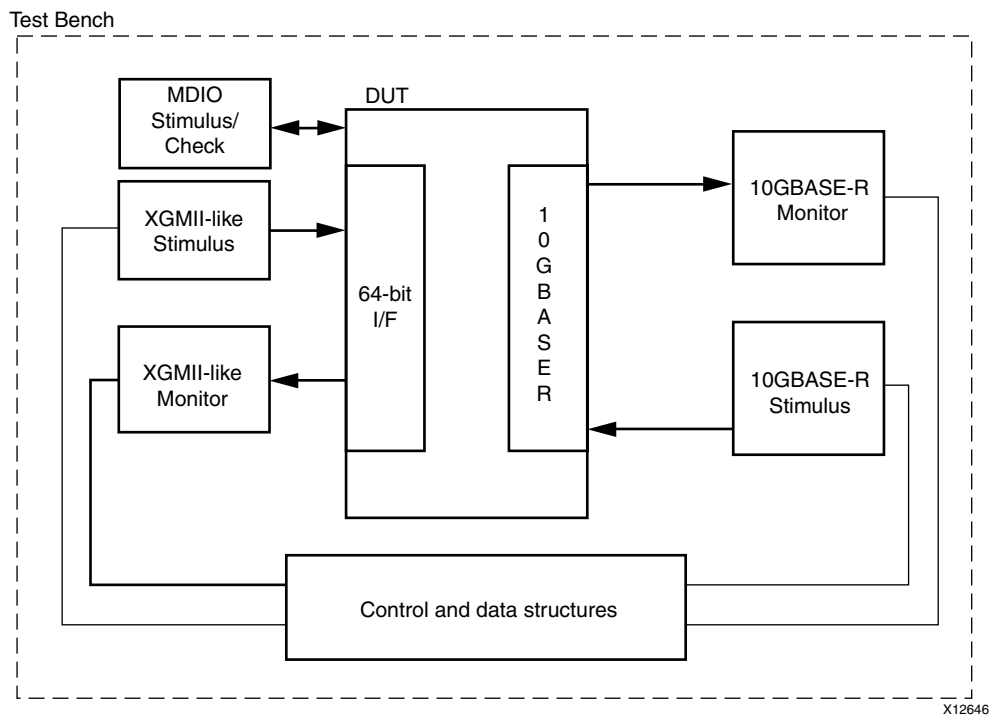 Test Bench
MDIO
Stimulus/
Check
DUT
XGMII-like
Stimulus
XGMII-like
Monitor
64-bit
I/F
1
0
G
B
A
S
E
R
10GBASE-R
Monitor
10GBASE-R
Stimulus
Control and data structures
X12646